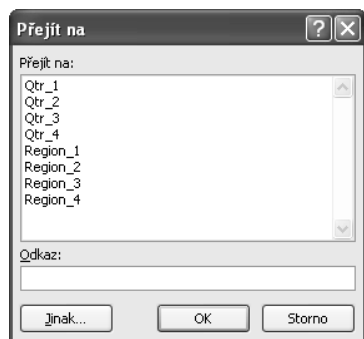 Přejít na
Přejít na:
Qtr_1
Qtr_2
Qtr_3
Qtr_4
Region_1
Region_2
Region_3
Region_4
Odkaz:
Jinak... OK Storno